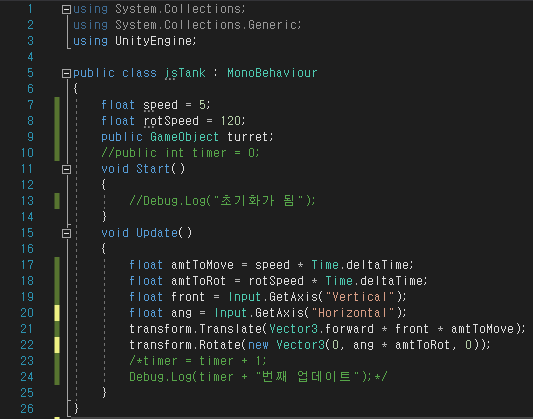 1 using System.Collections;
2 using System.Collections.Generic;
3 using UnityEngine;
4
5 public class jsTank : MonoBehaviour
6 {
7 float speed = 5;
8 float rotSpeed = 120;
9 public GameObject turret;
10 //public int timer = 0;
11 void Start()
12 {
13 //Debug.Log("초기화가 됨");
14 }
15 void Update()
16 {
17 float amtToMove = speed * Time.deltaTime;
18 float amtToRot = rotSpeed * Time.deltaTime;
19 float front = Input.GetAxis("Vertical");
20 float ang = Input.GetAxis("Horizontal");
21 transform.Translate(Vector3.forward * front * amtToMove);
22 transform.Rotate(new Vector3(0, ang * amtToRot, 0));
23 /*timer = timer + 1;
24 Debug.Log(timer + "번째 업데이트");*/
25 }
26 }